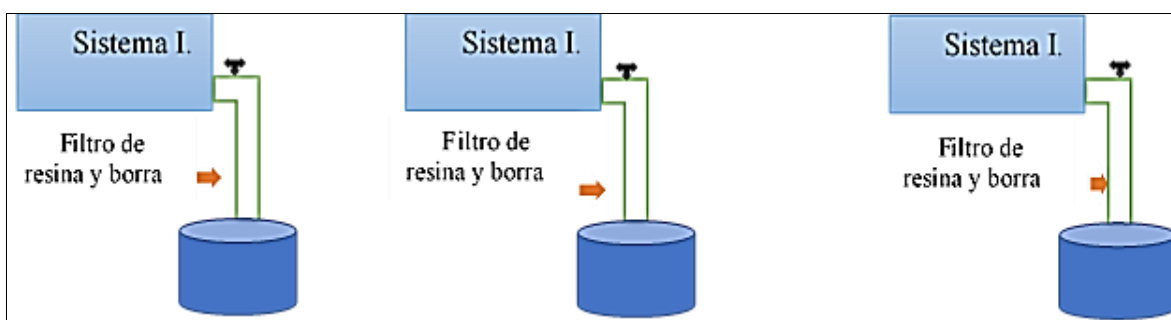 Sistema I.
Filtro de
resina y borra
Sistema I.
Filtro de
resina y borra
Sistema I.
Filtro de
resina y borra